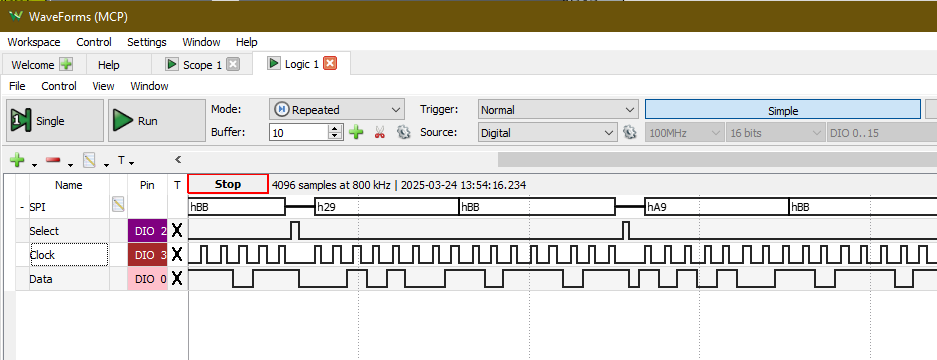 WaveForms (MCP)
Workspace Control Settings Window Help
Welcome Help Scope 1 Logic 1
File Control View Window
1 Single Run Mode: Repeated Trigger: Normal Simple
Buffer: 10 Source: Digital 100MHz 16 bits DIO 0..15
T
Name Pin T Stop 4096 samples at 800 kHz | 2025-03-24 13:54:16.234
- SPI hBB h29 hBB hA9 hBB
Select DIO 2 X
Clock DIO 3 X
Data DIO 0 X